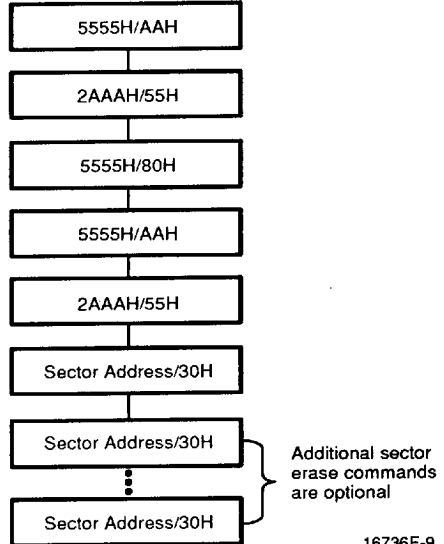 5555H/AAH
2AAAH/55H
5555H/80H
5555H/AAH
2AAAH/55H
Sector Address/30H
Sector Address/30H
Additional sector
erase commands
are optional
Sector Address/30H
16736E-9